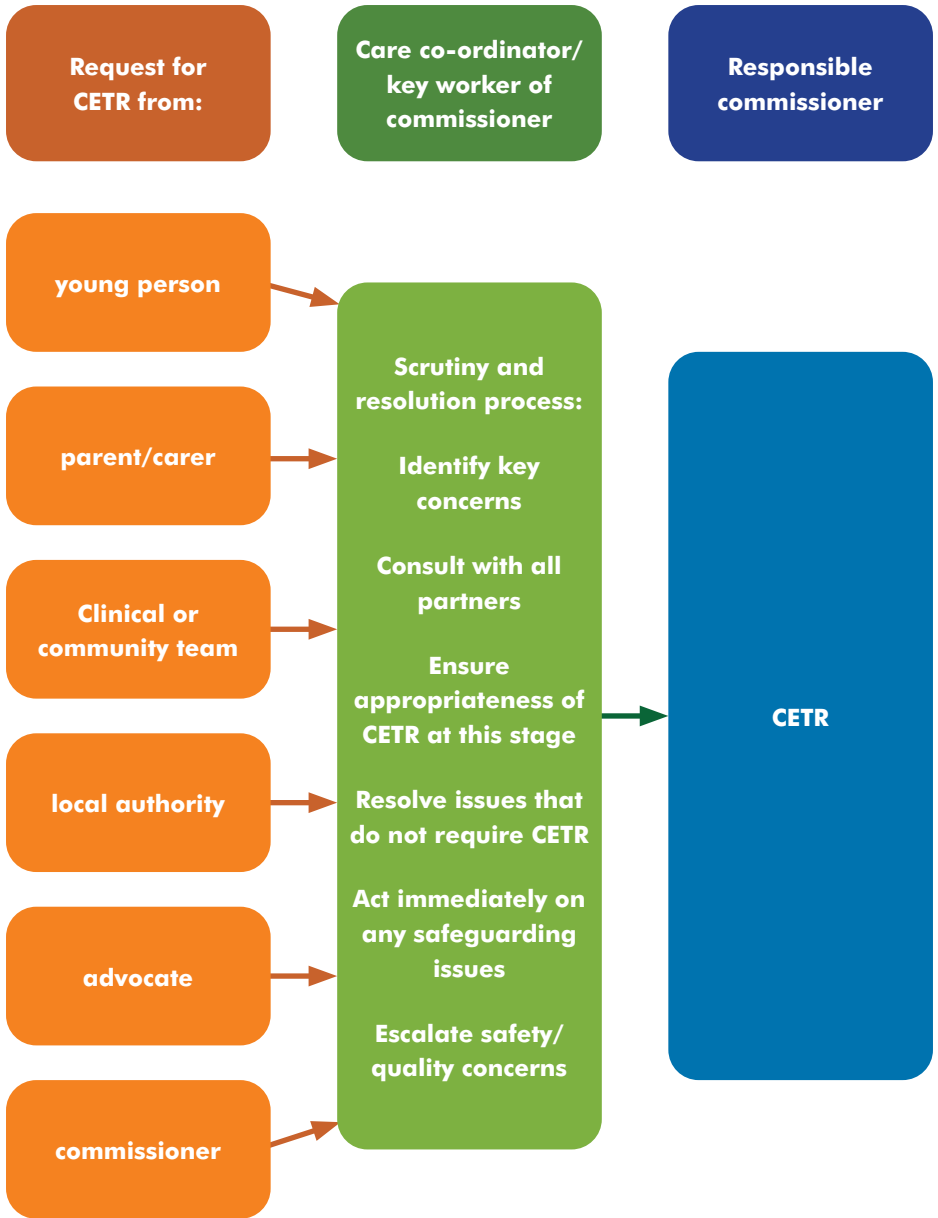 Request for
CETR from:
Care co-ordinator/
key worker of
commissioner
Responsible
commissioner
young person
parent/carer
Clinical or
community team
local authority
advocate
commissioner
Scrutiny and
resolution process:
Identify key
concerns
Consult with all
partners
Ensure
appropriateness of
CETR at this stage
Resolve issues that
do not require CETR
Act immediately on
any safeguarding
issues
Escalate safety/
quality concerns
CETR